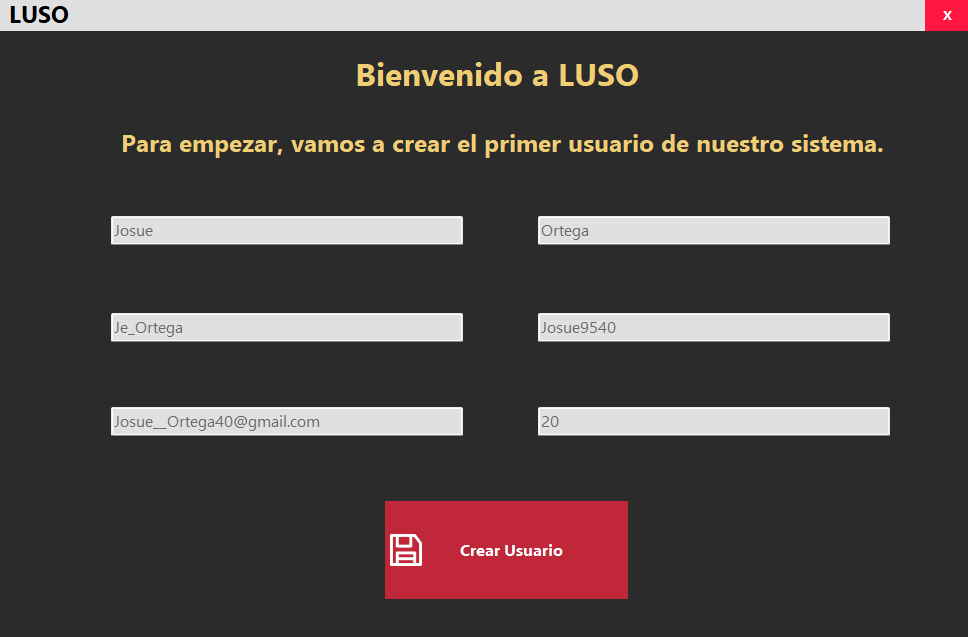 LUSO
x
Bienvenido a LUSO
Para empezar, vamos a crear el primer usuario de nuestro sistema.
Josue
Ortega
Je_Ortega
Josue9540
Josue__Ortega40@gmail.com
20
Crear Usuario